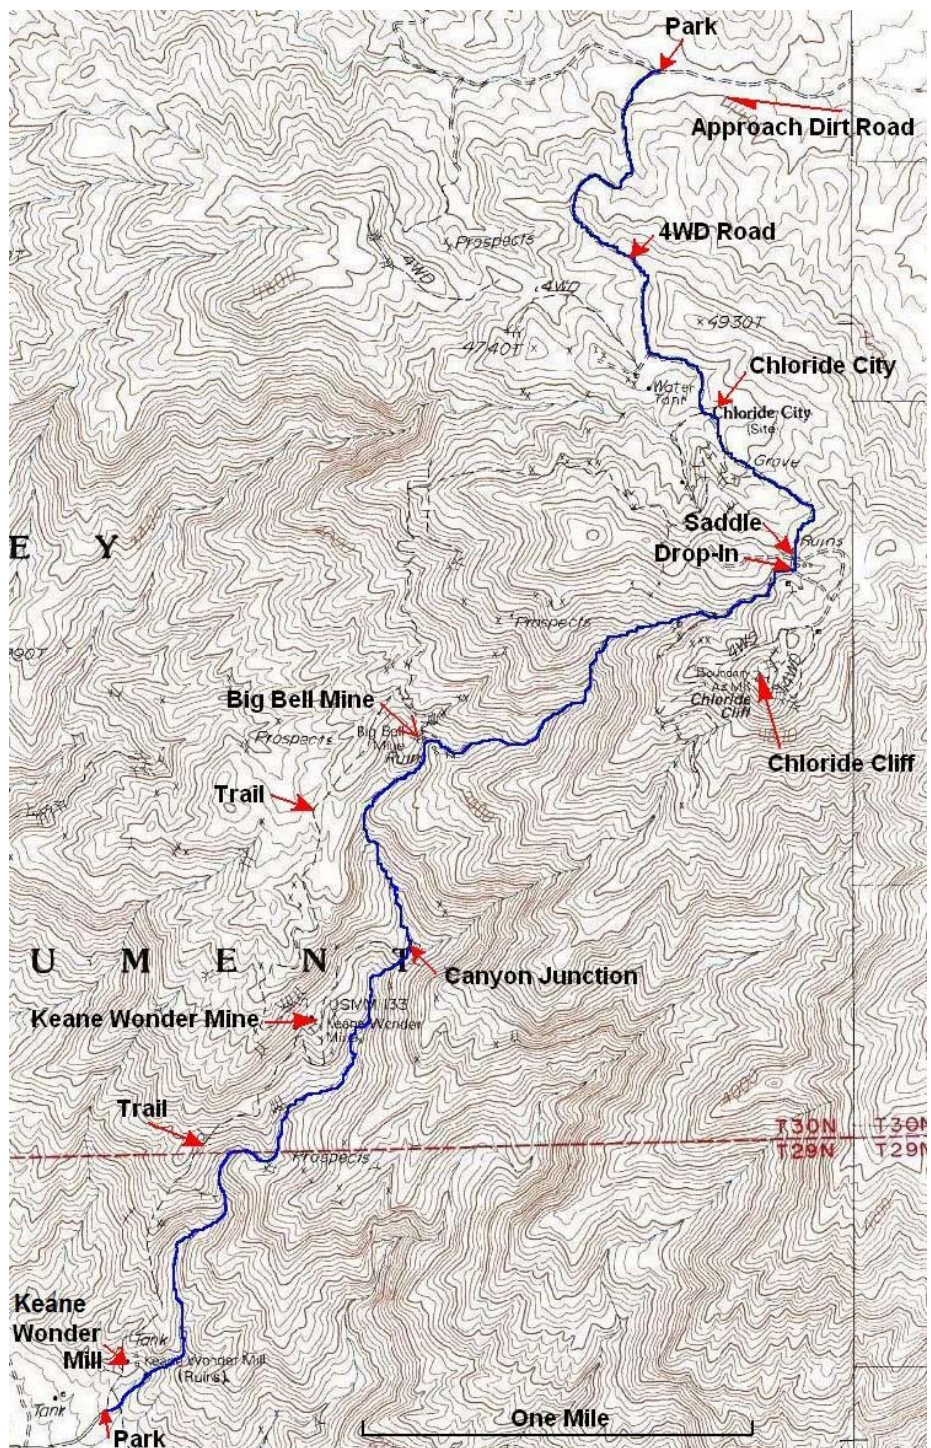 Park
Approach Dirt Road
4WD Road
Prospects
4WD
4800
4WD
×4930T
4740T×
Chloride City
Water
Tank
Chloride City
(Site
Grove
Saddle
Ruins
E Y
Drop-In
Prospects
4WD
4WD
Boundary
Chloride
Cliff
Big Bell Mine
Big Bell
Mine
Ruins
Prospects
Chloride Cliff
Trail
U M E N T
Canyon Junction
USMM 133
Keane Wonder Mine
Keane Wonder
Mine
Trail
T30N T30N
T29N T29N
Prospects
Keane
Wonder
Mill
Tank
Keane Wonder Mill
(Ruins)
Tank
One Mile
Park